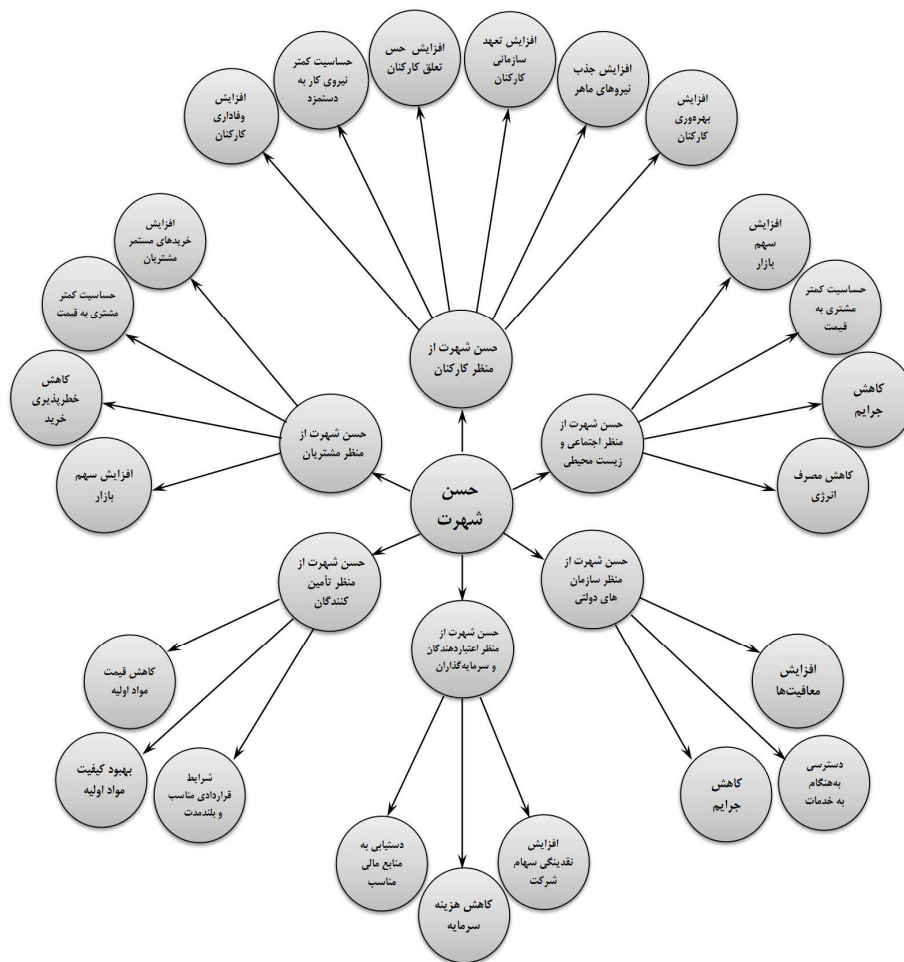 افزایش
بهره‌وری
کارکنان
افزایش جذب
نیروهای ماهر
افزایش تعهد
سازمانی
کارکنان
افزایش حس
تعلق کارکنان
حساسیت کمتر
نیروی کار به
دستمزد
افزایش
وفاداری
کارکنان
افزایش
سهم
بازار
حساسیت کمتر
مشتری به
قیمت
کاهش
جرایم
کاهش مصرف
انرژی
افزایش
خریدهای مستمر
مشتریان
حساسیت کمتر
مشتری به قیمت
کاهش
خطرپذیری
خرید
افزایش سهم
بازار
حسن شهرت از
منظر کارکنان
حسن شهرت از
منظر اجتماعی و
زیست محیطی
حسن شهرت از
منظر مشتریان
حسن
شهرت
حسن شهرت از
منظر سازمان
های دولتی
حسن شهرت از
منظر اعتباردهندگان
و سرمایه‌گذاران
حسن شهرت از
منظر تأمین
کنندگان
افزایش
معافیت‌ها
دسترسی
به‌هنگام
به خدمات
کاهش
جرایم
افزایش
نقدینگی سهام
شرکت
کاهش هزینه
سرمایه
دستیابی به
منابع مالی
مناسب
شرایط
قراردادی مناسب
و بلندمدت
بهبود کیفیت
مواد اولیه
کاهش قیمت
مواد اولیه